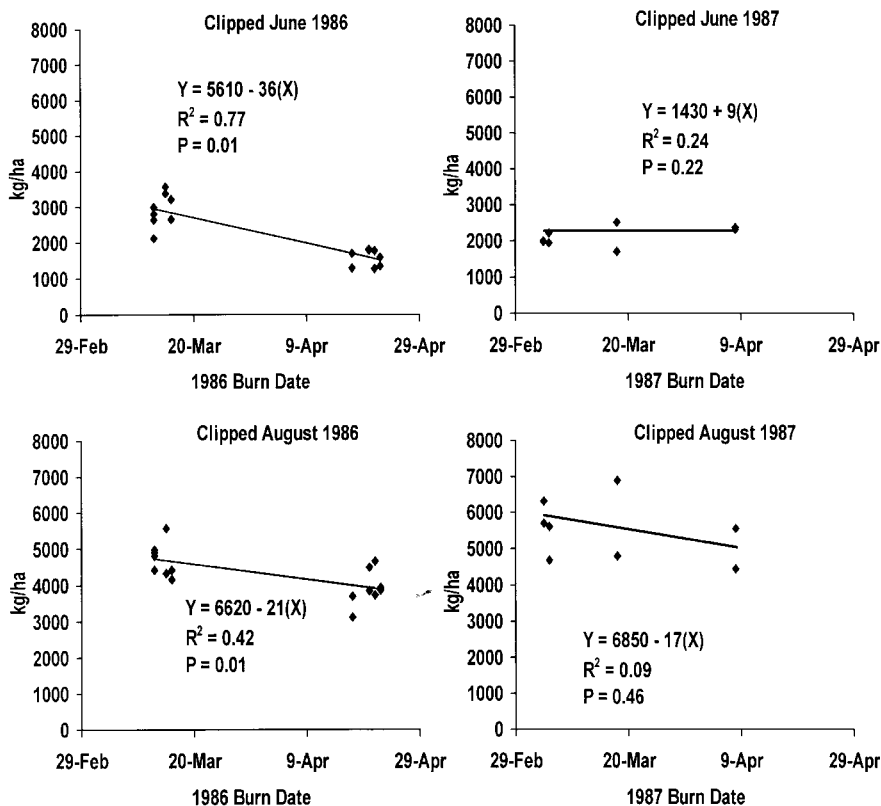 Clipped June 1986
8000
7000
6000
5000
4000
3000
2000
1000
0
kg/ha
Y = 5610 - 36(X)
R² = 0.77
P = 0.01
29-Feb 20-Mar 9-Apr 29-Apr
1986 Burn Date
Clipped June 1987
8000
7000
6000
5000
4000
3000
2000
1000
0
kg/ha
Y = 1430 + 9(X)
R² = 0.24
P = 0.22
29-Feb 20-Mar 9-Apr 29-Apr
1987 Burn Date
Clipped August 1986
8000
7000
6000
5000
4000
3000
2000
1000
0
kg/ha
Y = 6620 - 21(X)
R² = 0.42
P = 0.01
29-Feb 20-Mar 9-Apr 29-Apr
1986 Burn Date
Clipped August 1987
8000
7000
6000
5000
4000
3000
2000
1000
0
kg/ha
Y = 6850 - 17(X)
R² = 0.09
P = 0.46
29-Feb 20-Mar 9-Apr 29-Apr
1987 Burn Date